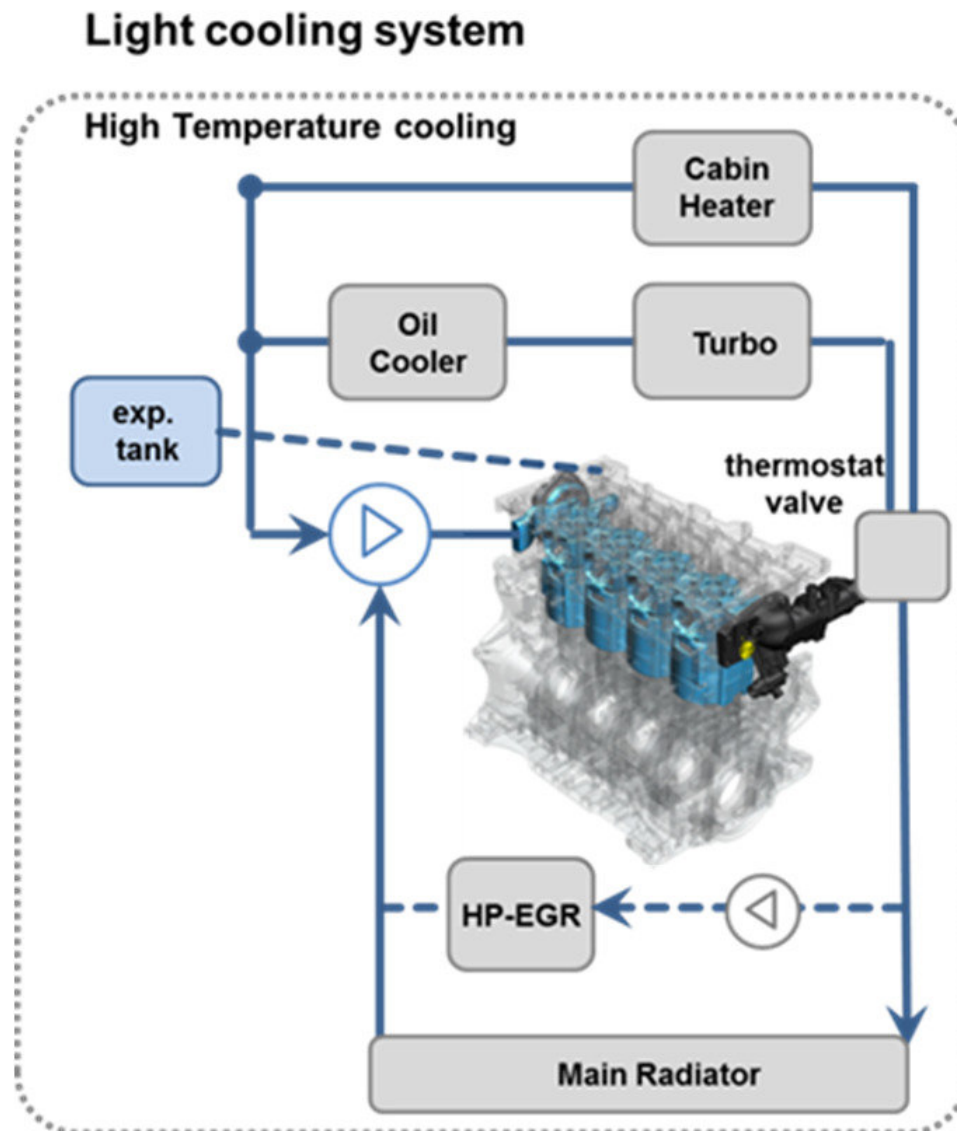 Light cooling system
High Temperature cooling
Cabin
Heater
Oil
Cooler
Turbo
exp.
tank
thermostat
valve
HP-EGR
Main Radiator